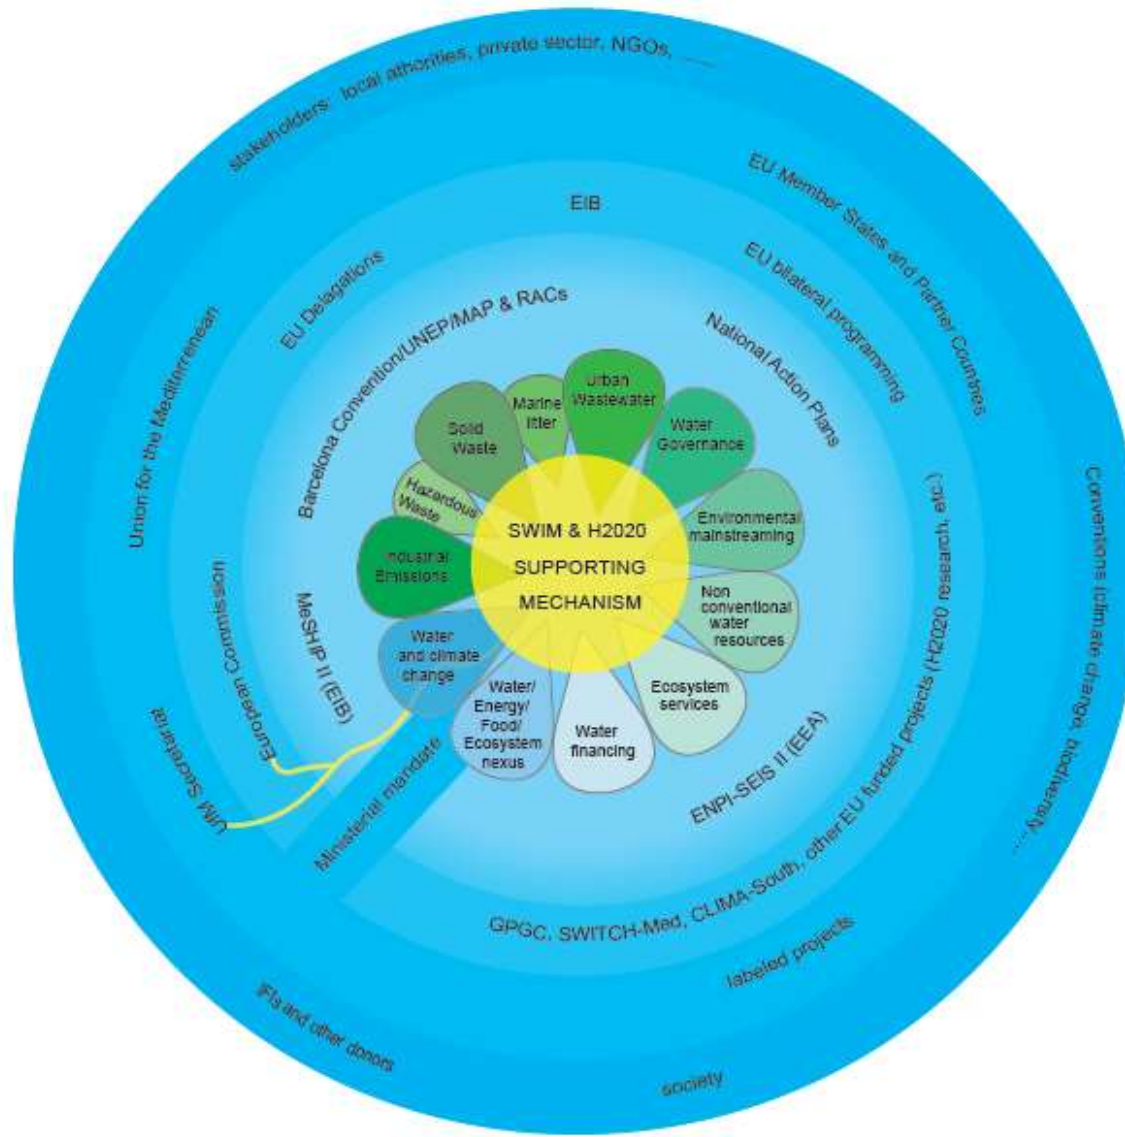 stakeholders: local athorities, private sector, NGOs, ......
EU Member States and Partner Countries
EIB
EU Delagations
EU bilateral programming
Union for the Mediterrenean
Barcelona Convention/UNEP/MAP & RACs
National Action Plans
Urban
Wastewater
Marine
litter
Solid
Waste
Water
Governance
Hazardous
Waste
Environmental
mainstreaming
Industrial
Emissions
SWIM & H2020
SUPPORTING
MECHANISM
Non
conventional
water
resources
Water
and climate
change
Water/
Energy/
Food/
Ecosystem
nexus
Water
financing
Ecosystem
services
MeSHIP II (EIB)
European Commission
UfM Secretariat
Ministerial mandate
ENPI-SEIS II (EEA)
GPGC, SWITCH-Med, CLIMA-South, other EU funded projects (H2020 research, etc.)
Conventions (climate change, biodiversity
.....
labeled projects
IFIs and other donors
society